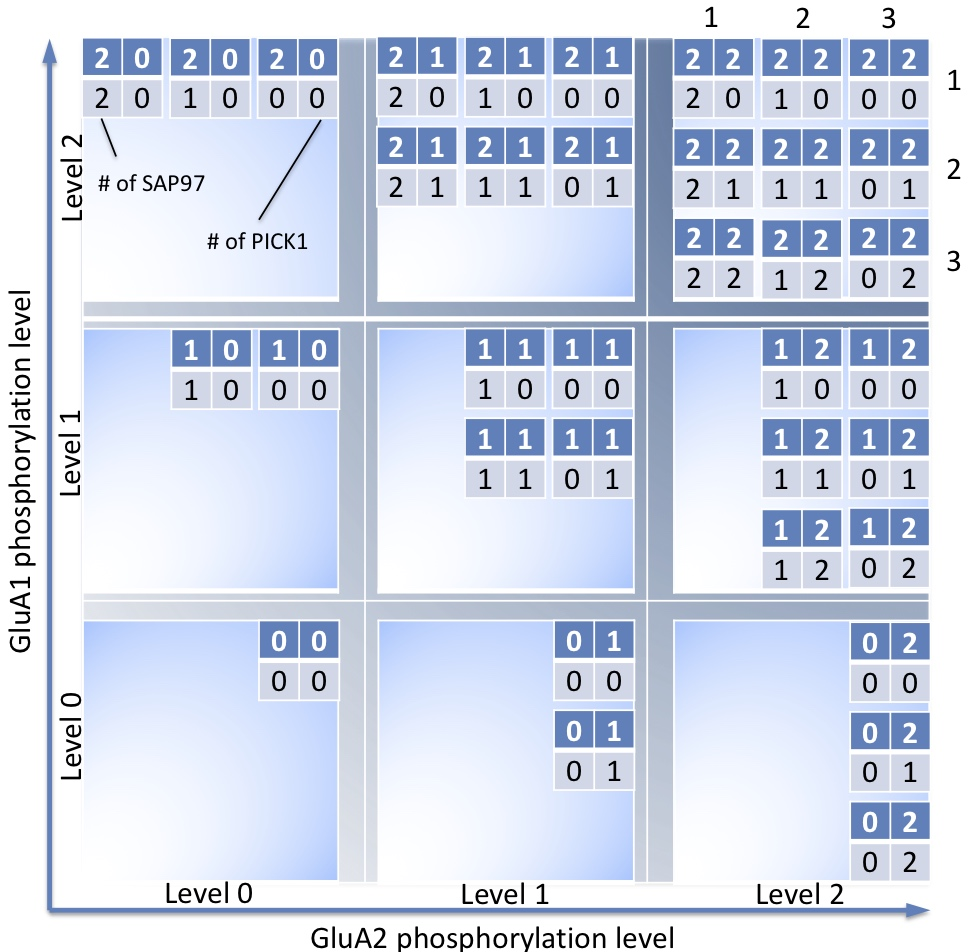 1 2 3
2 0 2 0 2 0 2 1 2 1 2 1 2 2 2 2 2 2 1
2 0 1 0 0 0 2 0 1 0 0 0 2 0 1 0 0 0
2 1 2 1 2 1 2 2 2 2 2 2 2
2 1 1 1 0 1 2 1 1 1 0 1
# of SAP97
# of PICK1
2 2 2 2 2 2 3
2 2 1 2 0 2
Level 2
1 0 1 0 1 1 1 1 1 2 1 2
1 0 0 0 1 0 0 0 1 0 0 0
1 1 1 1 1 2 1 2
1 1 0 1 1 1 0 1
1 2 1 2
1 2 0 2
Level 1
0 0 0 1 0 2
0 0 0 0 0 0
0 1 0 2
0 1 0 1
0 2
0 2
Level 0
GluA1 phosphorylation level
Level 0 Level 1 Level 2
GluA2 phosphorylation level